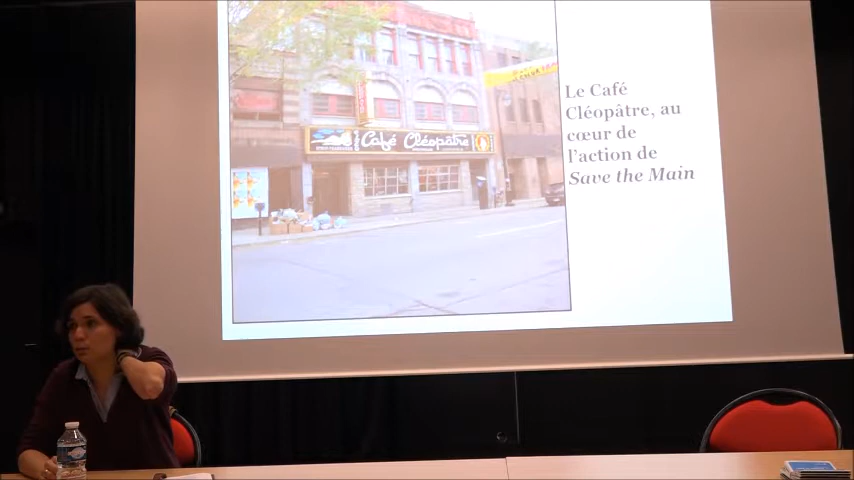 Le Café
Cléopâtre, au
cœur de
l'action de
Save the Main
Café Cléopâtre